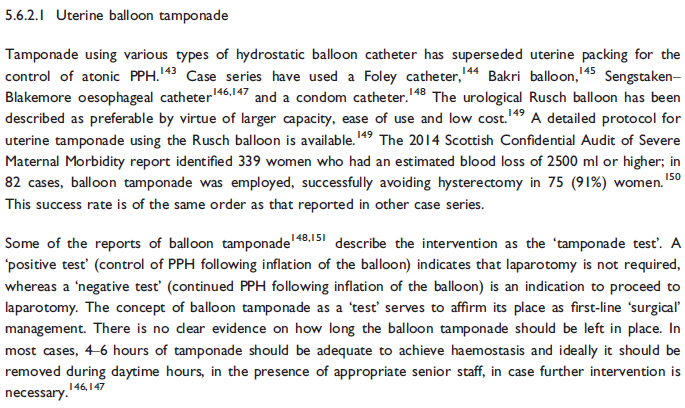 5.6.2.1 Uterine balloon tamponade
Tamponade using various types of hydrostatic balloon catheter has superseded uterine packing for the
control of atonic PPH.143 Case series have used a Foley catheter,144 Bakri balloon,145 Sengstaken–
Blakemore oesophageal catheter146,147 and a condom catheter.148 The urological Rusch balloon has been
described as preferable by virtue of larger capacity, ease of use and low cost.149 A detailed protocol for
uterine tamponade using the Rusch balloon is available.149 The 2014 Scottish Confidential Audit of Severe
Maternal Morbidity report identified 339 women who had an estimated blood loss of 2500 ml or higher; in
82 cases, balloon tamponade was employed, successfully avoiding hysterectomy in 75 (91%) women.150
This success rate is of the same order as that reported in other case series.
Some of the reports of balloon tamponade148,151 describe the intervention as the ‘tamponade test’. A
‘positive test’ (control of PPH following inflation of the balloon) indicates that laparotomy is not required,
whereas a ‘negative test’ (continued PPH following inflation of the balloon) is an indication to proceed to
laparotomy. The concept of balloon tamponade as a ‘test’ serves to affirm its place as first-line ‘surgical’
management. There is no clear evidence on how long the balloon tamponade should be left in place. In
most cases, 4–6 hours of tamponade should be adequate to achieve haemostasis and ideally it should be
removed during daytime hours, in the presence of appropriate senior staff, in case further intervention is
necessary.146,147